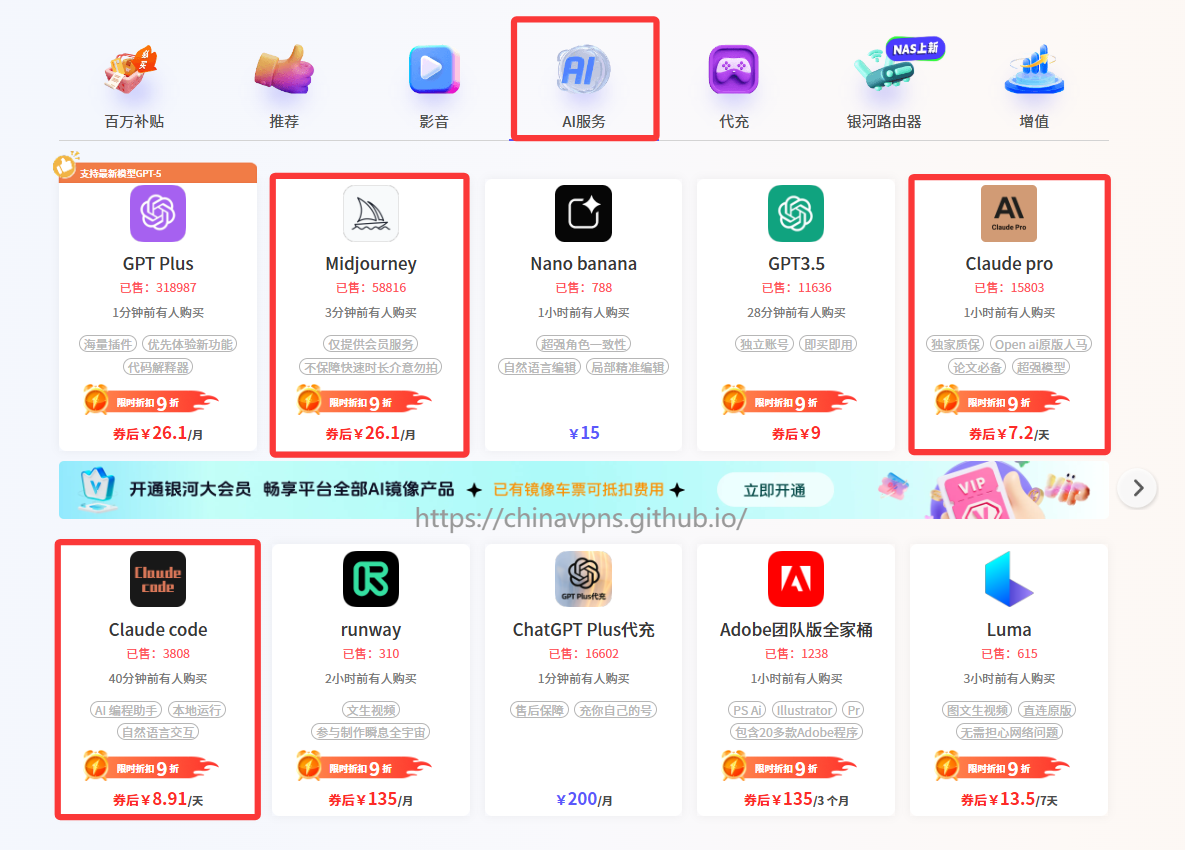 NAS上新
百万补贴
推荐
影音
AI
AI服务
代充
银河路由器
增值
支持最新模型GPT-5
GPT Plus
已售：318987
1分钟前有人购买
海量插件 优先体验新功能
代码解释器
限时折扣9折
券后￥26.1/月
Midjourney
已售：58816
3分钟前有人购买
仅提供会员服务
不保障快速时长介意勿拍
限时折扣9折
券后￥26.1/月
Nano banana
已售：788
1小时前有人购买
超强角色一致性
自然语言编辑 局部精准编辑
￥15
GPT3.5
已售：11636
28分钟前有人购买
独立账号 即买即用
限时折扣9折
券后￥9
Claude Pro
Claude pro
已售：15803
1小时前有人购买
独家质保 Open ai原版人马
论文必备 超强模型
限时折扣9折
券后￥7.2/天
开通银河大会员 畅享平台全部AI镜像产品 已有镜像车票可抵扣费用 立即开通
VIP
vip
https://chinavpns.github.io/
Claude
code
Claude code
已售：3808
40分钟前有人购买
AI 编程助手 本地运行
自然语言交互
限时折扣9折
券后￥8.91/天
runway
已售：310
2小时前有人购买
文生视频
参与制作瞬息全宇宙
限时折扣9折
券后￥135/月
GPT Plus代充
ChatGPT Plus代充
已售：16602
1分钟前有人购买
售后保障 充你自己的号
￥200/月
Adobe团队版全家桶
已售：1238
1小时前有人购买
PS Ai Illustrator Pr
包含20多款Adobe程序
限时折扣9折
券后￥135/3 个月
Luma
已售：615
3小时前有人购买
图文生视频 直连原版
无需担心网络问题
限时折扣9折
券后￥13.5/7天